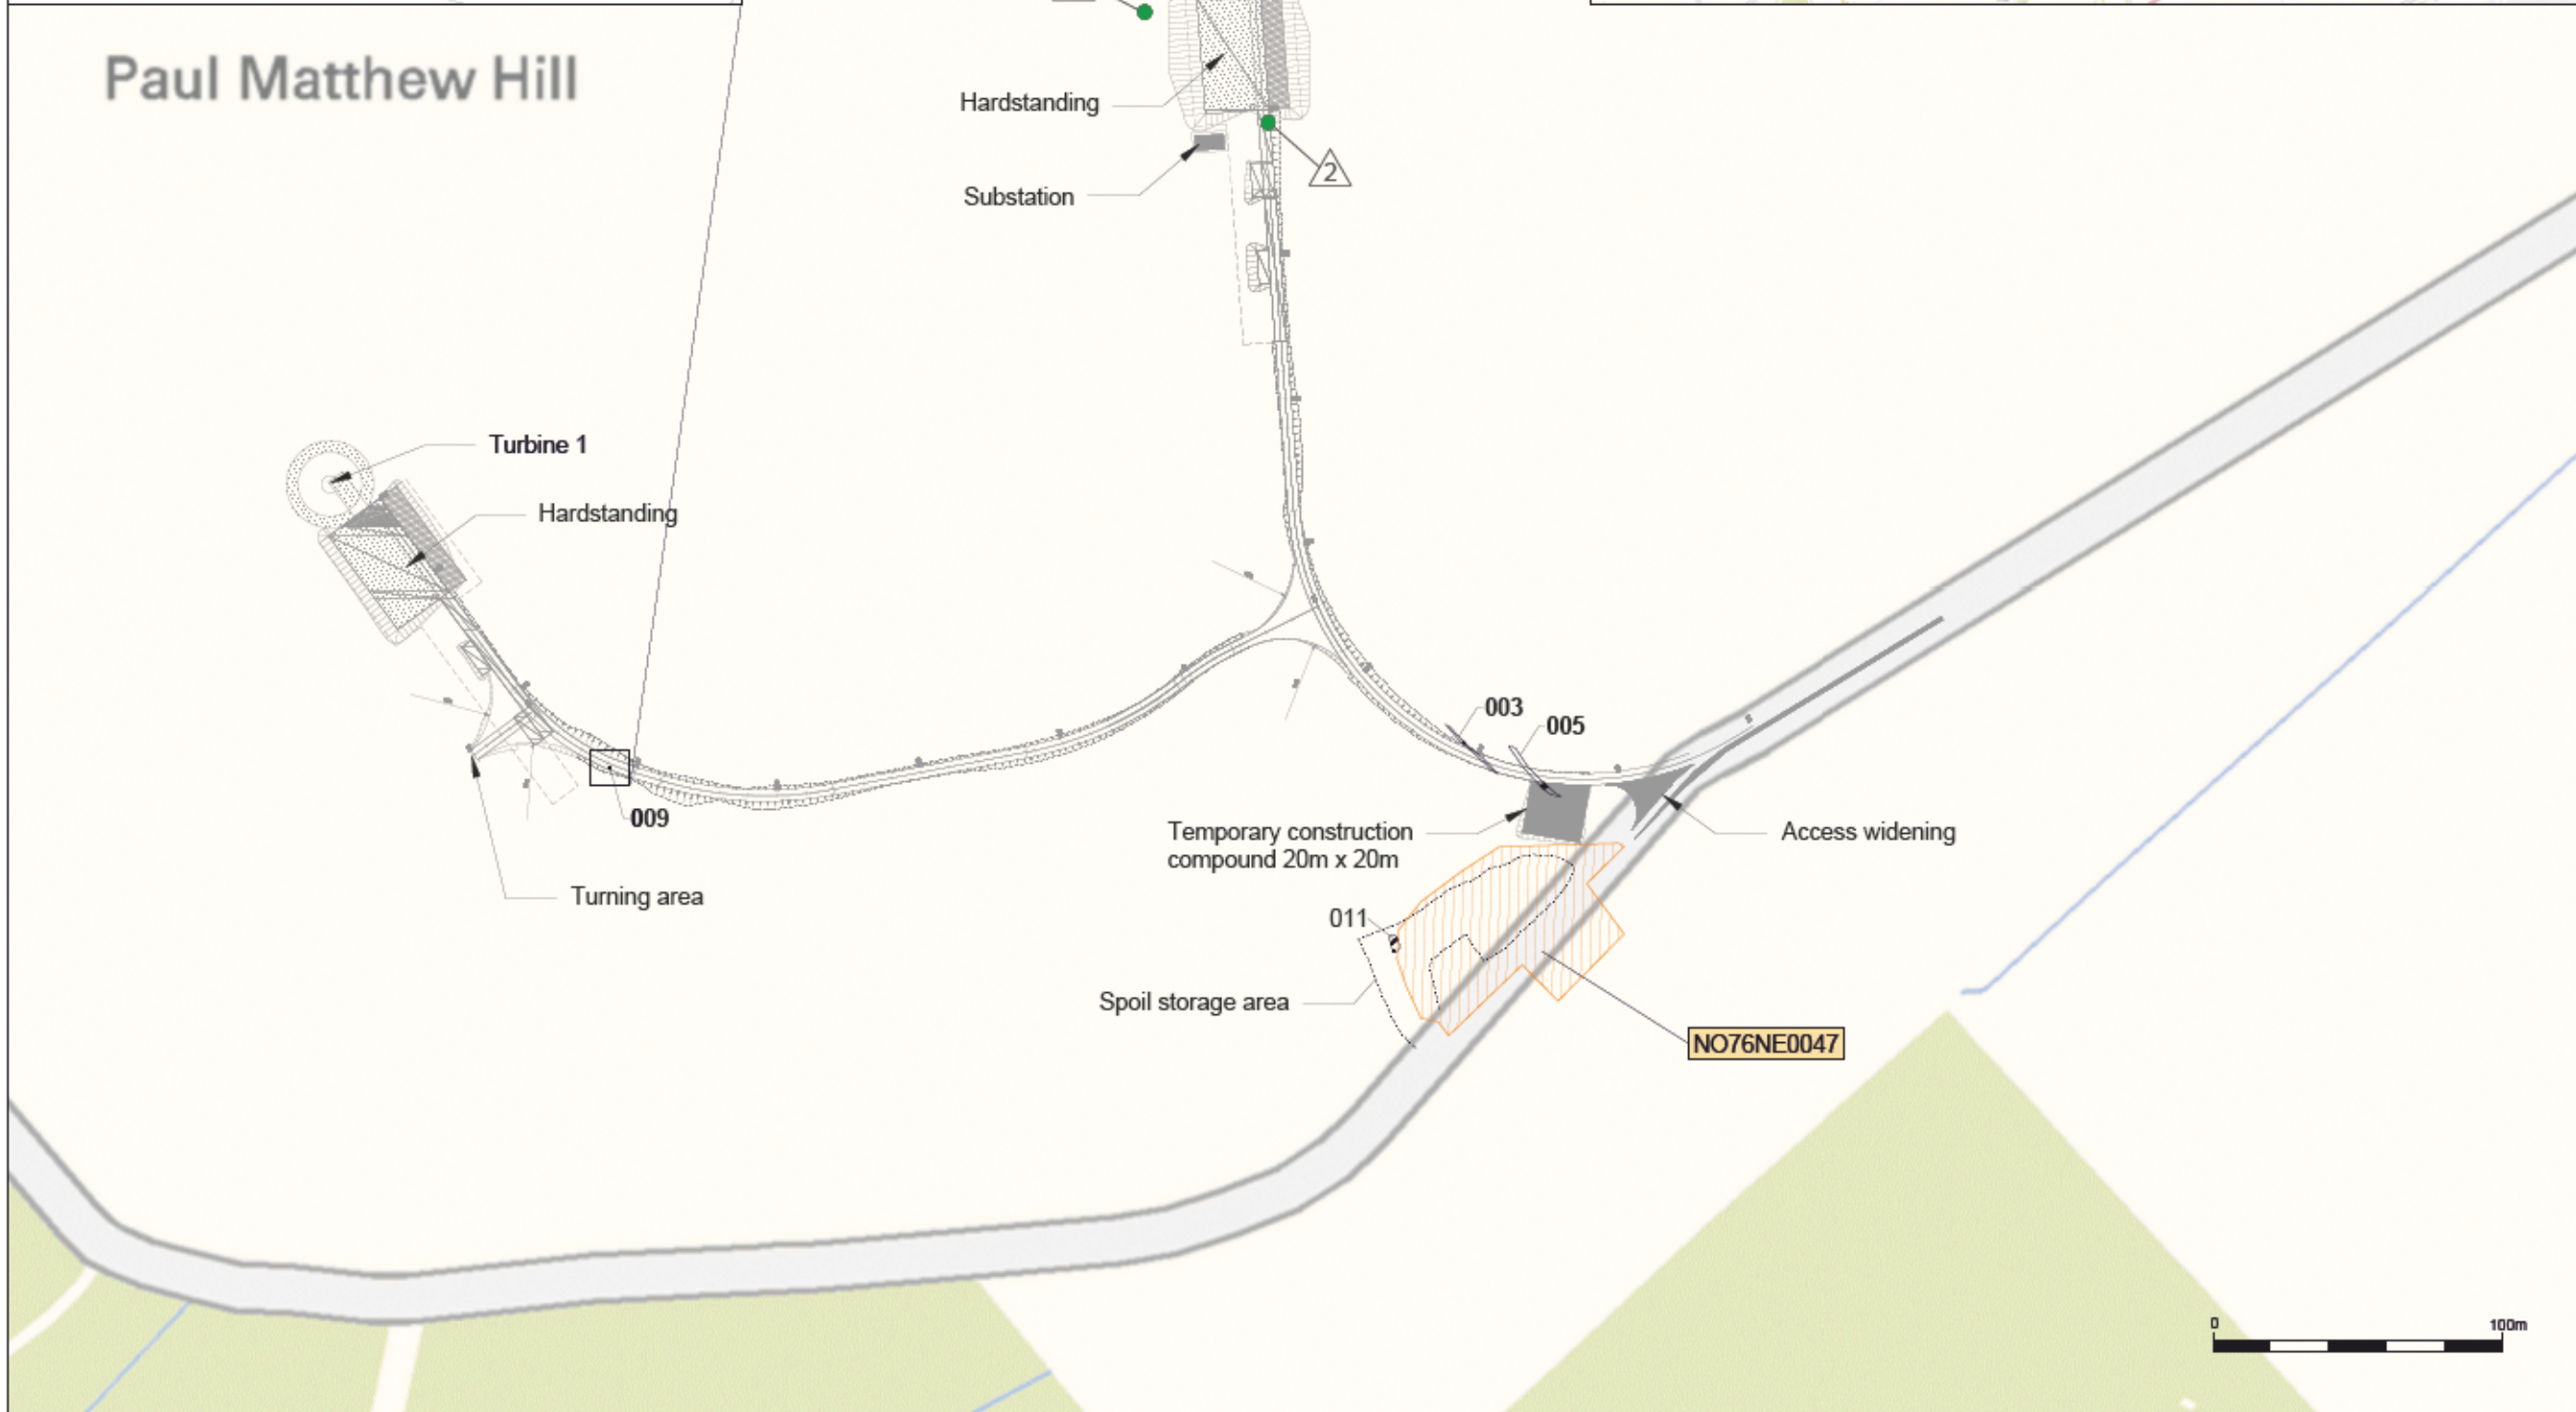 Paul Matthew Hill
Hardstanding
2
Substation
Turbine 1
Hardstanding
003
005
009
Temporary construction
compound 20m x 20m
Access widening
Turning area
011
Spoil storage area
NO76NE0047
0 100m